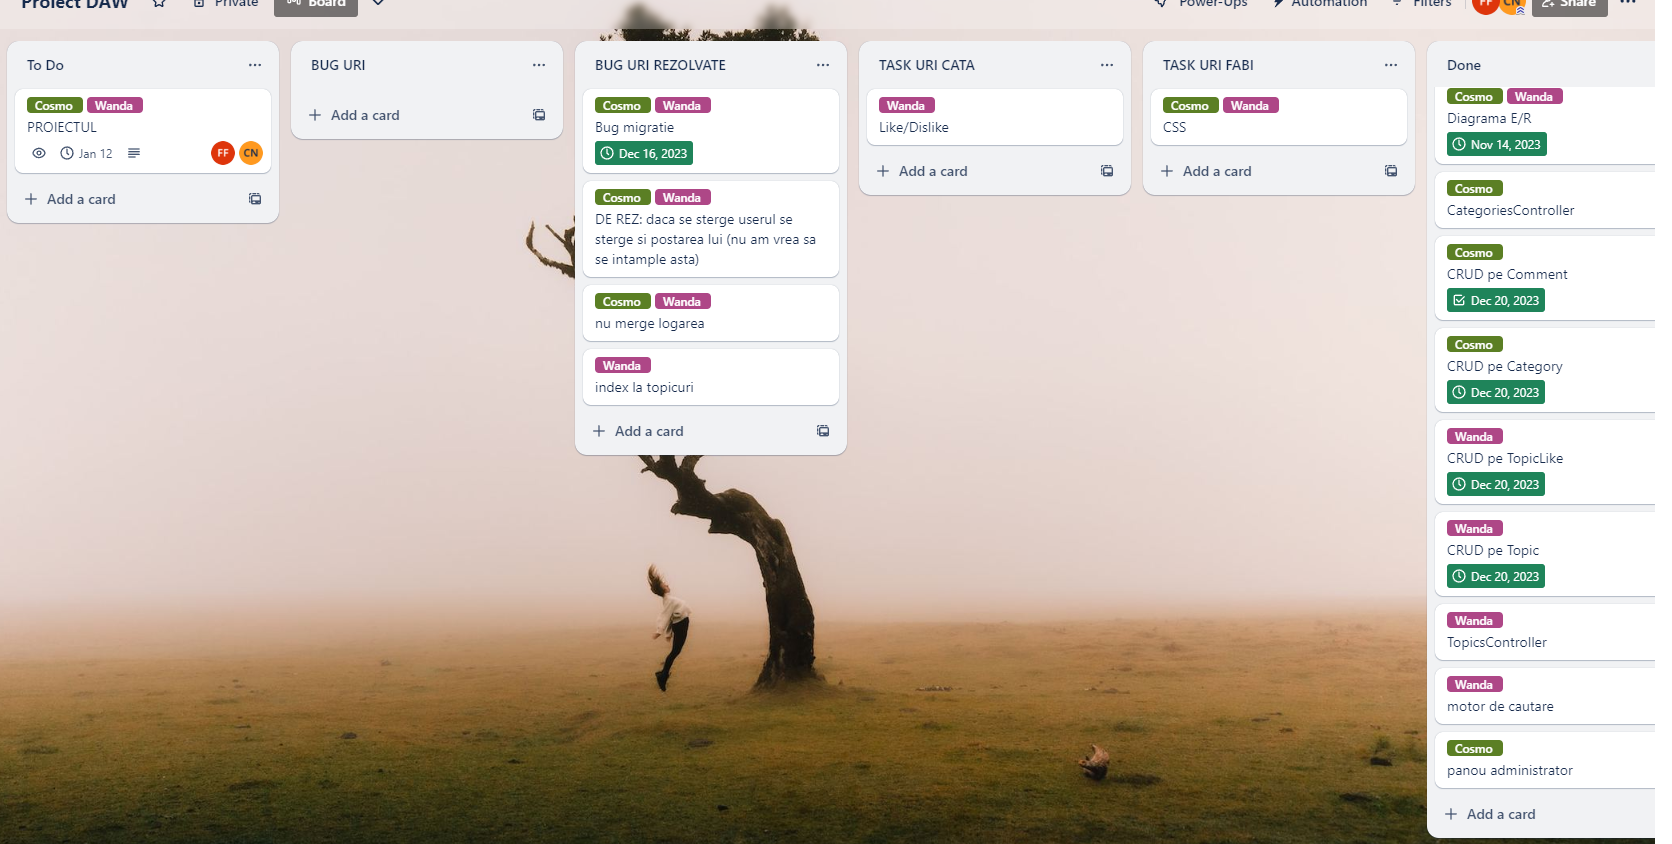 Project DAW
Private
Board
Power-Ups
Automation
Filters
FF
CN
Share
To Do
Cosmo Wanda
PROIECTUL
Jan 12
FF CN
Add a card
BUG URI
Add a card
BUG URI REZOLVATE
Cosmo Wanda
Bug migratie
Dec 16, 2023
Cosmo Wanda
DE REZ: daca se sterge userul se
sterge si postarea lui (nu am vrea sa
se intample asta)
Cosmo Wanda
nu merge logarea
Wanda
index la topicuri
Add a card
TASK URI CATA
Wanda
Like/Dislike
Add a card
TASK URI FABI
Cosmo Wanda
CSS
Add a card
Done
Cosmo Wanda
Diagrama E/R
Nov 14, 2023
Cosmo
CategoriesController
Cosmo
CRUD pe Comment
Dec 20, 2023
Cosmo
CRUD pe Category
Dec 20, 2023
Wanda
CRUD pe TopicLike
Dec 20, 2023
Wanda
CRUD pe Topic
Dec 20, 2023
Wanda
TopicsController
Wanda
motor de cautare
Cosmo
panou administrator
Add a card